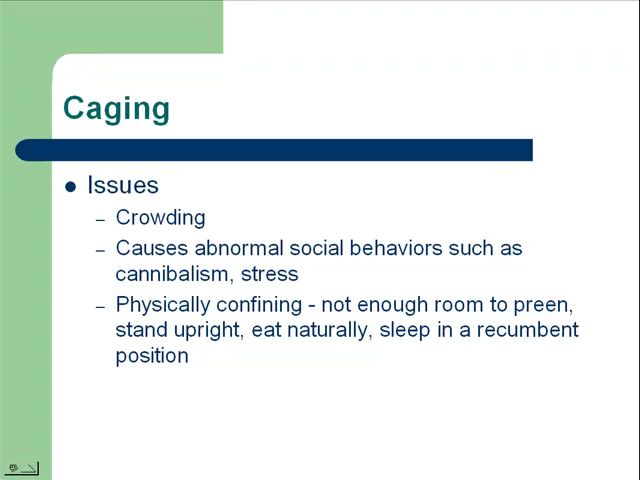 Caging
Issues
– Crowding
– Causes abnormal social behaviors such as
cannibalism, stress
– Physically confining - not enough room to preen,
stand upright, eat naturally, sleep in a recumbent
position